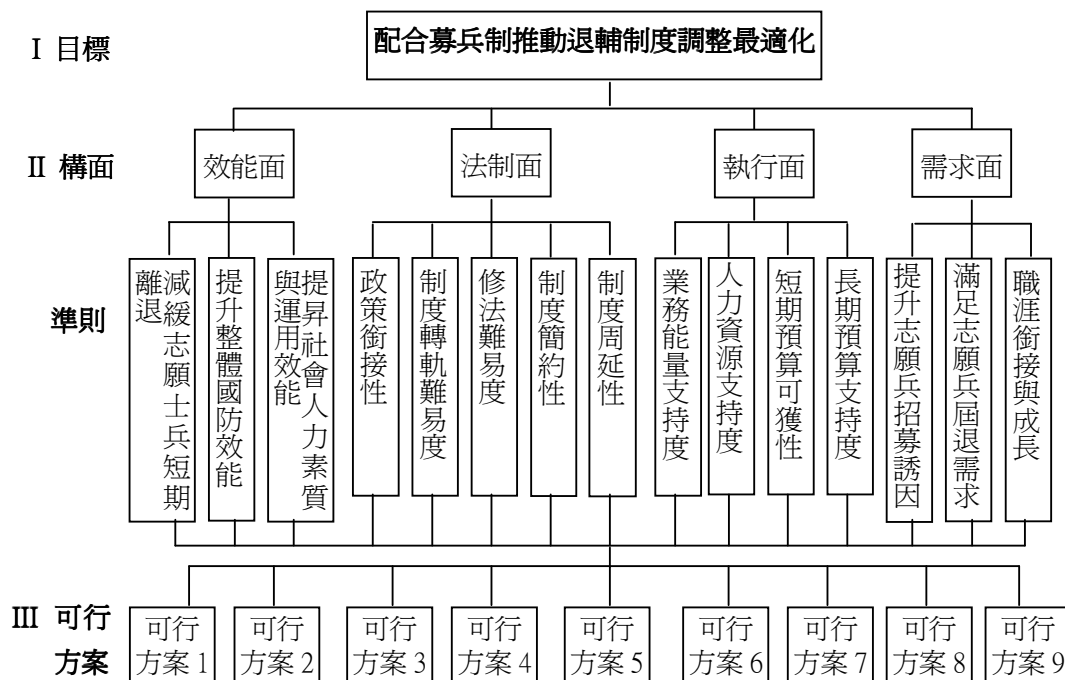 I 目標
配合募兵制推動退輔制度調整最適化
II 構面
效能面
法制面
執行面
需求面
準則
減緩志願士兵短期
離退
提升整體國防效能
提昇社會人力素質
與運用效能
政策銜接性
制度轉軌難易度
修法難易度
制度簡約性
制度周延性
業務能量支持度
人力資源支持度
短期預算可獲性
長期預算支持度
提升志願兵招募誘因
滿足志願兵屆退需求
職涯銜接與成長
III 可行
方案
可行
方案 1
可行
方案 2
可行
方案 3
可行
方案 4
可行
方案 5
可行
方案 6
可行
方案 7
可行
方案 8
可行
方案 9